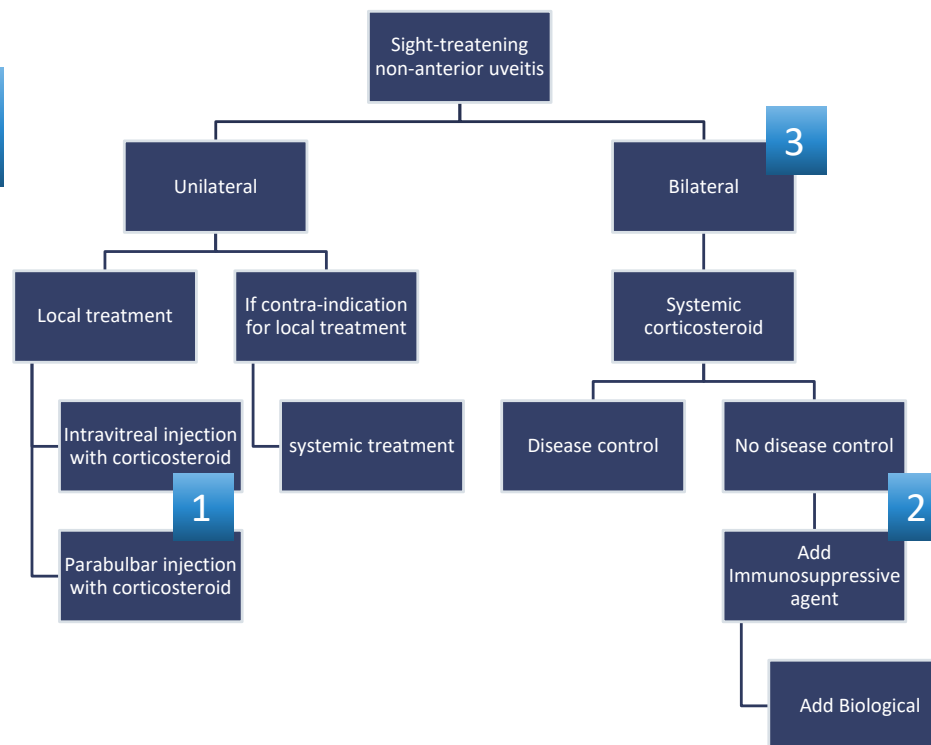 Sight-treatening
non-anterior uveitis
3
Unilateral
Bilateral
Local treatment
If contra-indication
for local treatment
Systemic
corticosteroid
Intravitreal injection
with corticosteroid
systemic treatment
Disease control
No disease control
1
2
Parabulbar injection
with corticosteroid
Add
Immunosuppressive
agent
Add Biological